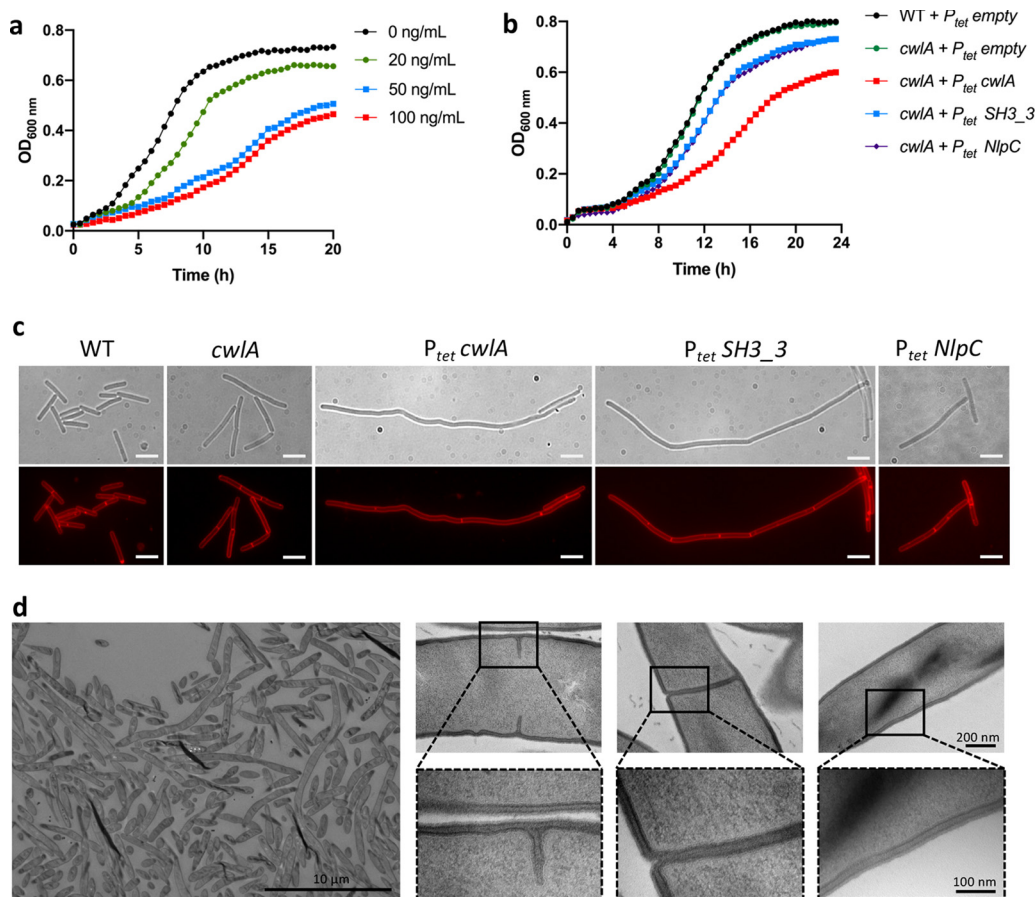 a
0.8
0.6
0.4
0.2
0.0
OD600 nm
0
5
10
15
20
Time (h)
0 ng/mL
20 ng/mL
50 ng/mL
100 ng/mL
b
0.8
0.6
0.4
0.2
0.0
OD600 nm
0
4
8
12
16
20
24
Time (h)
WT + Ptet empty
cwlA + Ptet empty
cwlA + Ptet cwlA
cwlA + Ptet SH3_3
cwlA + Ptet NlpC
c
WT
cwlA
Ptet cwlA
Ptet SH3_3
Ptet NlpC
d
10 µm
200 nm
100 nm